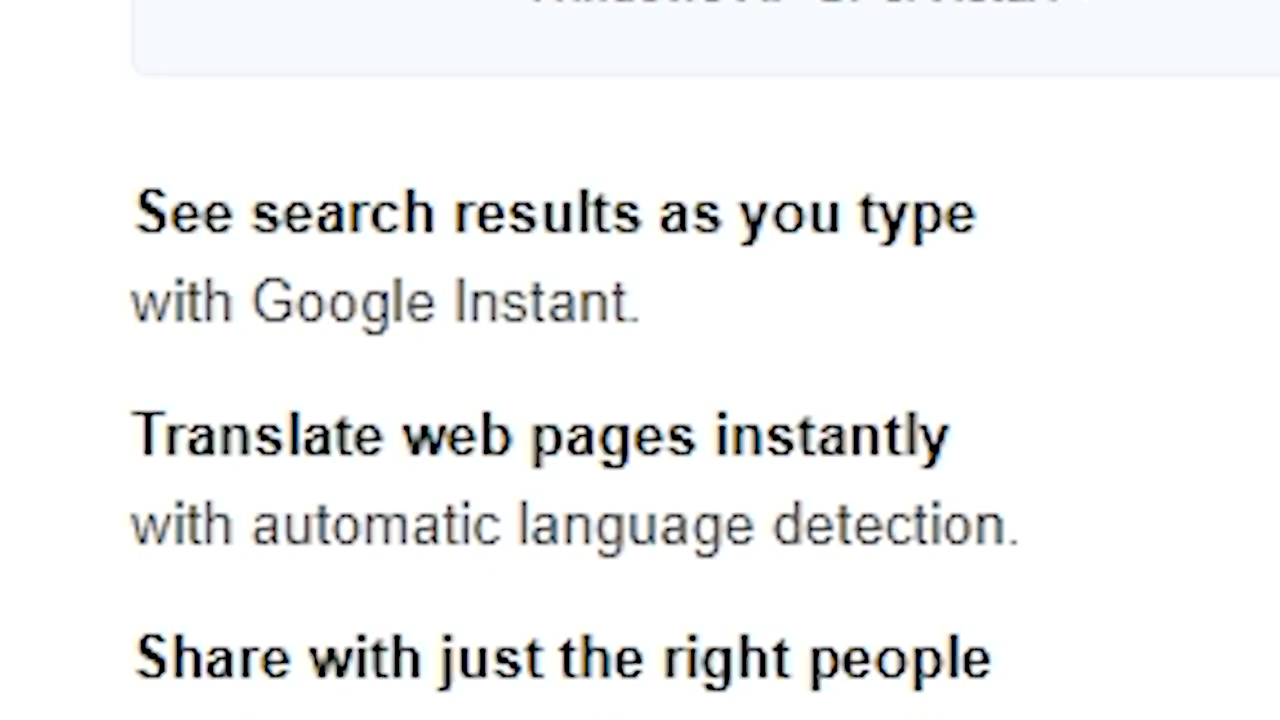 See search results as you type
with Google Instant.
Translate web pages instantly
with automatic language detection.
Share with just the right people